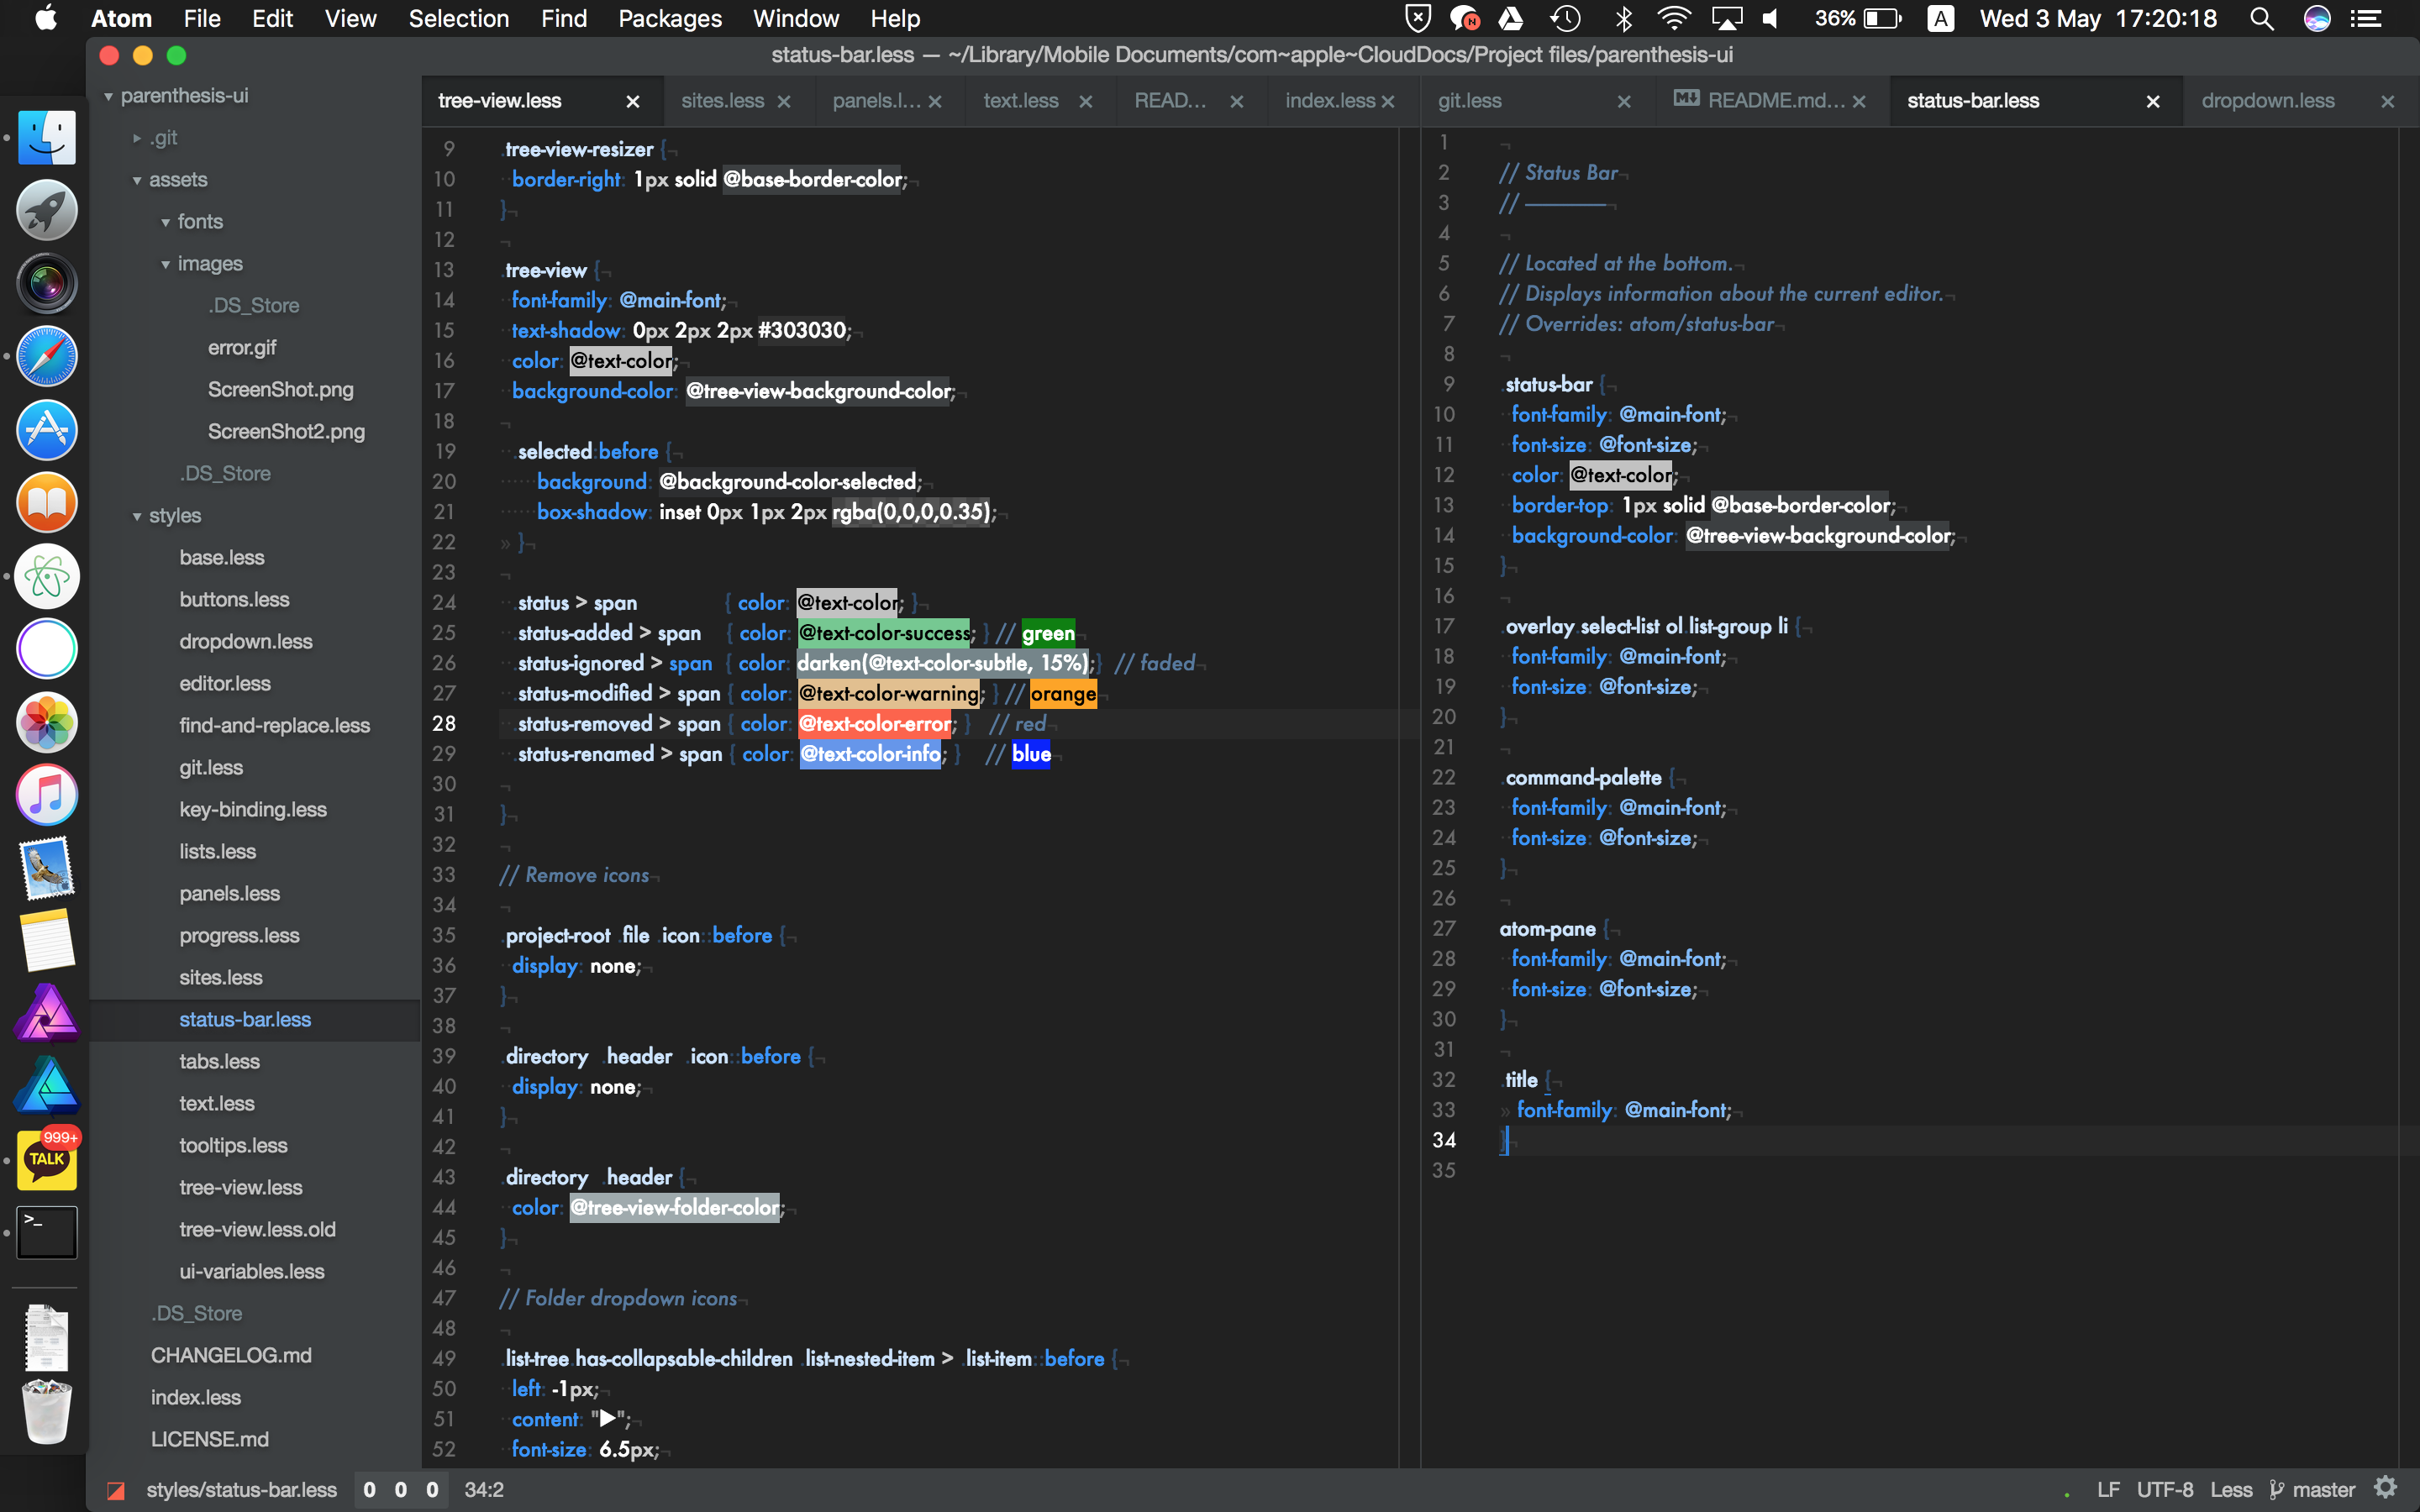 Atom File Edit View Selection Find Packages Window Help 36% A Wed 3 May 17:20:18
status-bar.less — ~/Library/Mobile Documents/com~apple~CloudDocs/Project files/parenthesis-ui
parenthesis-ui
.git
assets
fonts
images
.DS_Store
error.gif
ScreenShot.png
ScreenShot2.png
.DS_Store
styles
base.less
buttons.less
dropdown.less
editor.less
find-and-replace.less
git.less
key-binding.less
lists.less
panels.less
progress.less
sites.less
status-bar.less
tabs.less
text.less
tooltips.less
tree-view.less
tree-view.less.old
ui-variables.less
.DS_Store
CHANGELOG.md
index.less
LICENSE.md
999+
TALK
tree-view.less sites.less panels.l... text.less READ... index.less
9 .tree-view-resizer {
10 border-right: 1px solid @base-border-color;
11 }
12
13 .tree-view {
14 font-family: @main-font;
15 text-shadow: 0px 2px 2px #303030;
16 color: @text-color;
17 background-color: @tree-view-background-color;
18
19 .selected:before {
20 background: @background-color-selected;
21 box-shadow: inset 0px 1px 2px rgba(0,0,0,0.35);
22 » }
23
24 .status > span { color: @text-color; }
25 .status-added > span { color: @text-color-success; } // green
26 .status-ignored > span { color: darken(@text-color-subtle, 15%);} // faded
27 .status-modified > span { color: @text-color-warning; } // orange
28 .status-removed > span { color: @text-color-error; } // red
29 .status-renamed > span { color: @text-color-info; } // blue
30
31 }
32
33 // Remove icons
34
35 .project-root .file .icon::before {
36 display: none;
37 }
38
39 .directory .header .icon::before {
40 display: none;
41 }
42
43 .directory .header {
44 color: @tree-view-folder-color;
45 }
46
47 // Folder dropdown icons
48
49 .list-tree.has-collapsable-children .list-nested-item > .list-item::before {
50 left: -1px;
51 content: "▶";
52 font-size: 6.5px;
git.less README.md... status-bar.less dropdown.less
1
2 // Status Bar
3 // ————
4
5 // Located at the bottom.
6 // Displays information about the current editor.
7 // Overrides: atom/status-bar
8
9 .status-bar {
10 font-family: @main-font;
11 font-size: @font-size;
12 color: @text-color;
13 border-top: 1px solid @base-border-color;
14 background-color: @tree-view-background-color;
15 }
16
17 .overlay.select-list ol.list-group li {
18 font-family: @main-font;
19 font-size: @font-size;
20 }
21
22 .command-palette {
23 font-family: @main-font;
24 font-size: @font-size;
25 }
26
27 atom-pane {
28 font-family: @main-font;
29 font-size: @font-size;
30 }
31
32 .title {
33 » font-family: @main-font;
34 }
35
styles/status-bar.less 0 0 0 34:2 LF UTF-8 Less master